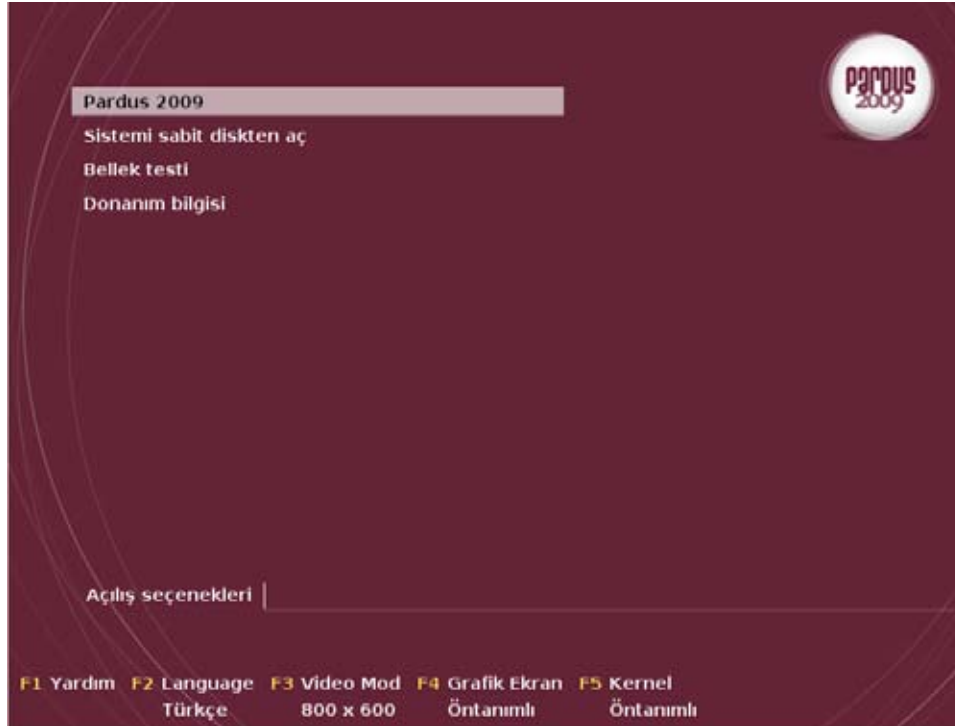 Pardus
2009
Pardus 2009
Sistemi sabit diskten aç
Bellek testi
Donanım bilgisi
Açılış seçenekleri
F1 Yardım F2 Language F3 Video Mod F4 Grafik Ekran F5 Kernel
Türkçe 800 x 600 Öntanımlı Öntanımlı